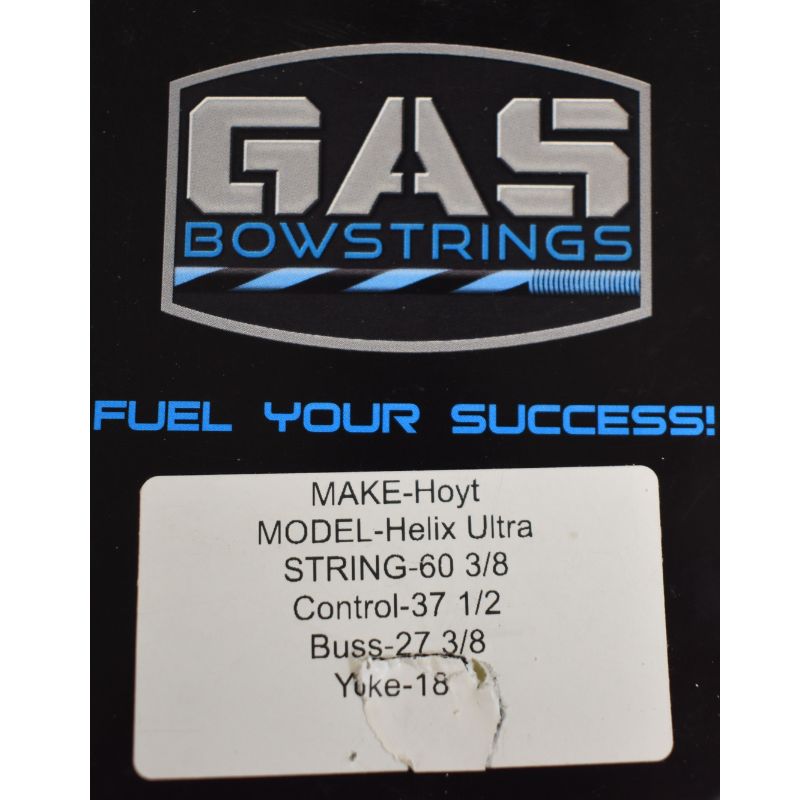 GAS
BOWSTRINGS
FUEL YOUR SUCCESS!
MAKE-Hoyt
MODEL-Helix Ultra
STRING-60 3/8
Control-37 1/2
Buss-27 3/8
Yoke-18